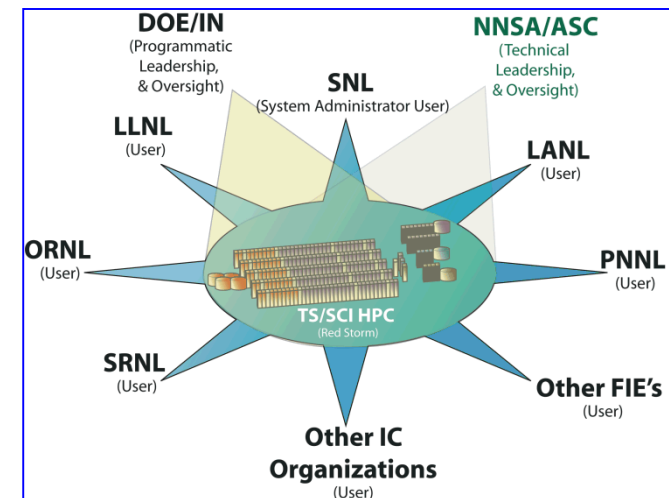 DOE/IN
(Programmatic
Leadership,
& Oversight)
NNSA/ASC
(Technical
Leadership,
& Oversight)
SNL
(System Administrator User)
LLNL
(User)
LANL
(User)
ORNL
(User)
PNNL
(User)
TS/SCI HPC
(Red Storm)
SRNL
(User)
Other FIE's
(User)
Other IC
Organizations
(User)